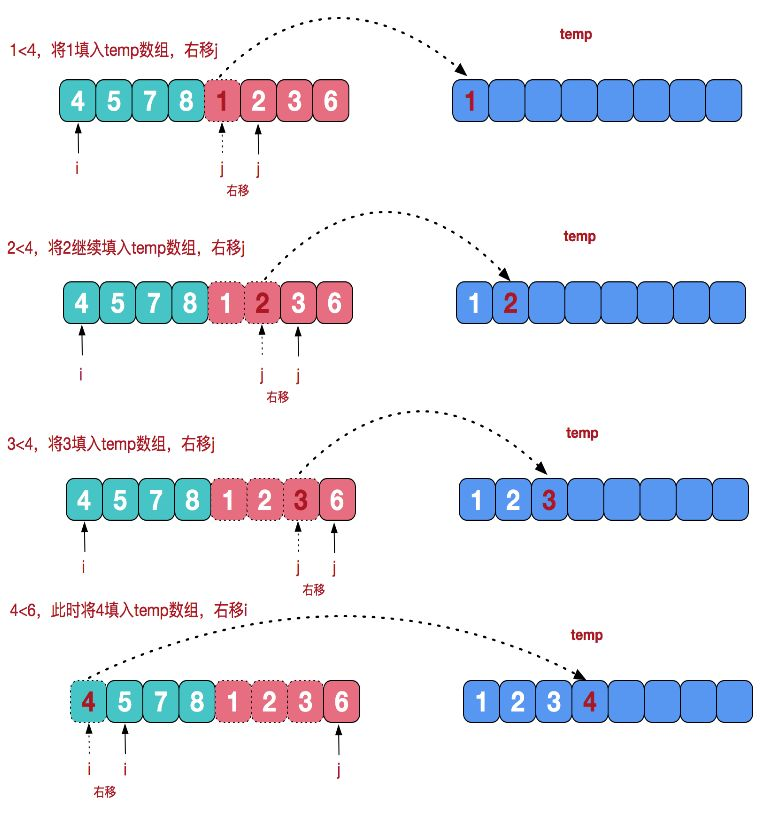 1<4，将1填入temp数组，右移j
temp
4 5 7 8 1 2 3 6
1
i j j
右移
2<4，将2继续填入temp数组，右移j
temp
4 5 7 8 1 2 3 6
1 2
i j j
右移
3<4，将3填入temp数组，右移j
temp
4 5 7 8 1 2 3 6
1 2 3
i j j
右移
4<6，此时将4填入temp数组，右移i
temp
4 5 7 8 1 2 3 6
1 2 3 4
i i j
右移